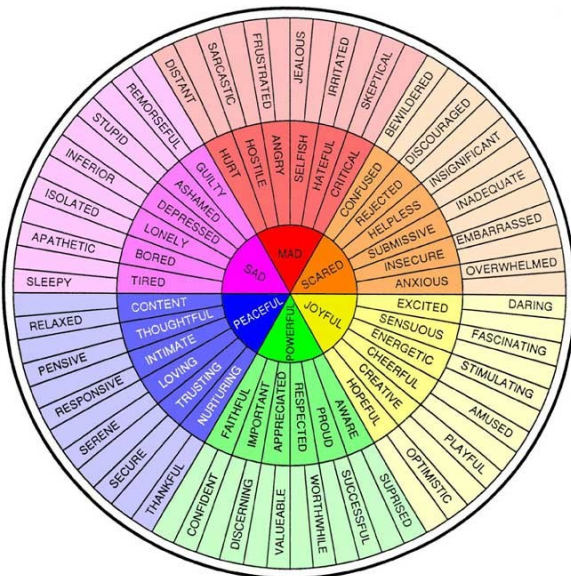 MAD
SCARED
JOYFUL
POWERFUL
PEACEFUL
SAD
HURT
HOSTILE
ANGRY
SELFISH
HATEFUL
CRITICAL
CONFUSED
REJECTED
HELPLESS
SUBMISSIVE
INSECURE
ANXIOUS
EXCITED
SENSUOUS
ENERGETIC
CHEERFUL
CREATIVE
HOPEFUL
AWARE
PROUD
RESPECTED
APPRECIATED
IMPORTANT
FAITHFUL
NURTURING
TRUSTING
LOVING
INTIMATE
THOUGHTFUL
CONTENT
TIRED
BORED
LONELY
DEPRESSED
ASHAMED
GUILTY
DISTANT
SARCASTIC
FRUSTRATED
JEALOUS
IRRITATED
SKEPTICAL
BEWILDERED
DISCOURAGED
INSIGNIFICANT
INADEQUATE
EMBARRASSED
OVERWHELMED
DARING
FASCINATING
STIMULATING
AMUSED
PLAYFUL
OPTIMISTIC
SUPRISED
SUCCESSFUL
WORTHWHILE
VALUEABLE
DISCERNING
CONFIDENT
THANKFUL
SECURE
SERENE
RESPONSIVE
PENSIVE
RELAXED
SLEEPY
APATHETIC
ISOLATED
INFERIOR
STUPID
REMORSEFUL